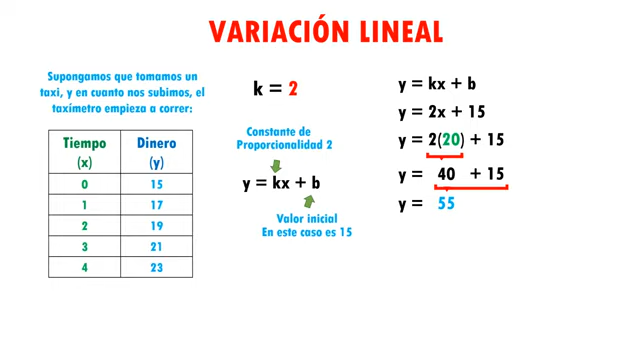 VARIACIÓN LINEAL
Supongamos que tomamos un
taxi, y en cuanto nos subimos, el
taxímetro empieza a correr:
Tiempo (x) Dinero (y)
0 15
1 17
2 19
3 21
4 23
k = 2
Constante de
Proporcionalidad 2
y = kx + b
Valor inicial
En este caso es 15
y = kx + b
y = 2x + 15
y = 2(20) + 15
y = 40 + 15
y = 55